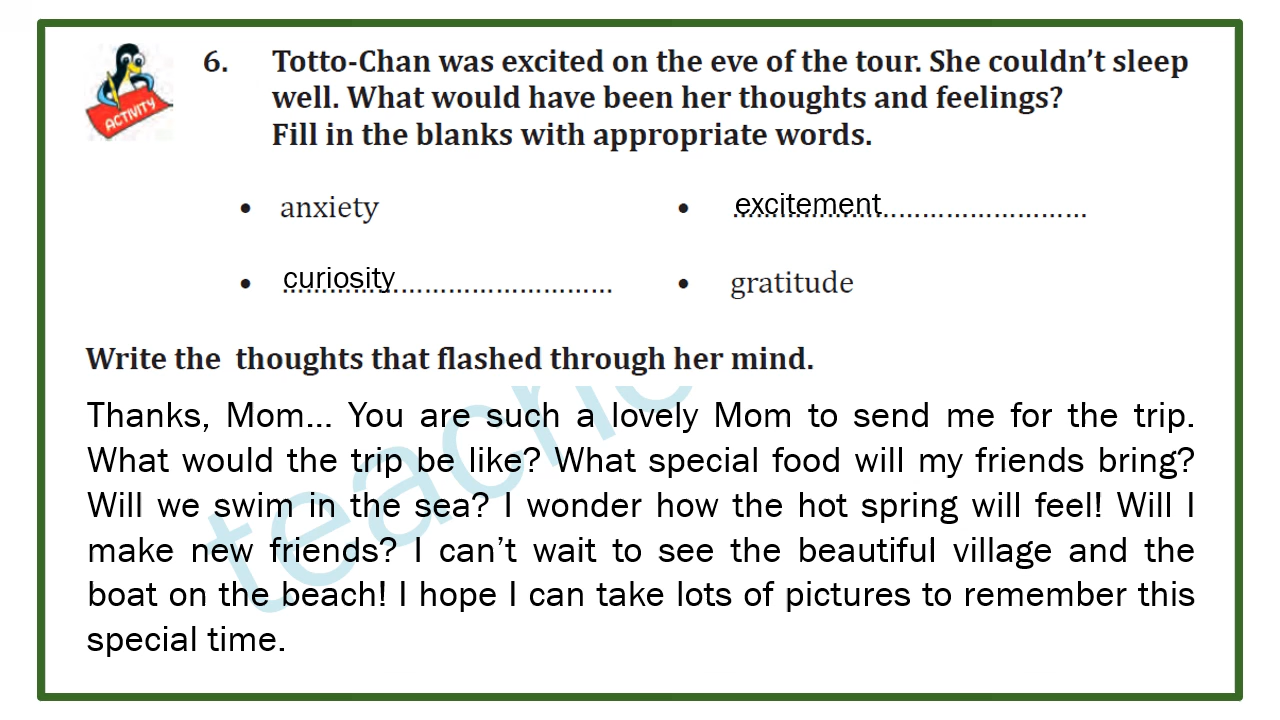 ACTIVITY
6. Totto-Chan was excited on the eve of the tour. She couldn't sleep
well. What would have been her thoughts and feelings?
Fill in the blanks with appropriate words.
• anxiety • excitement
• curiosity • gratitude
Write the thoughts that flashed through her mind.
Thanks, Mom... You are such a lovely Mom to send me for the trip.
What would the trip be like? What special food will my friends bring?
Will we swim in the sea? I wonder how the hot spring will feel! Will I
make new friends? I can't wait to see the beautiful village and the
boat on the beach! I hope I can take lots of pictures to remember this
special time.